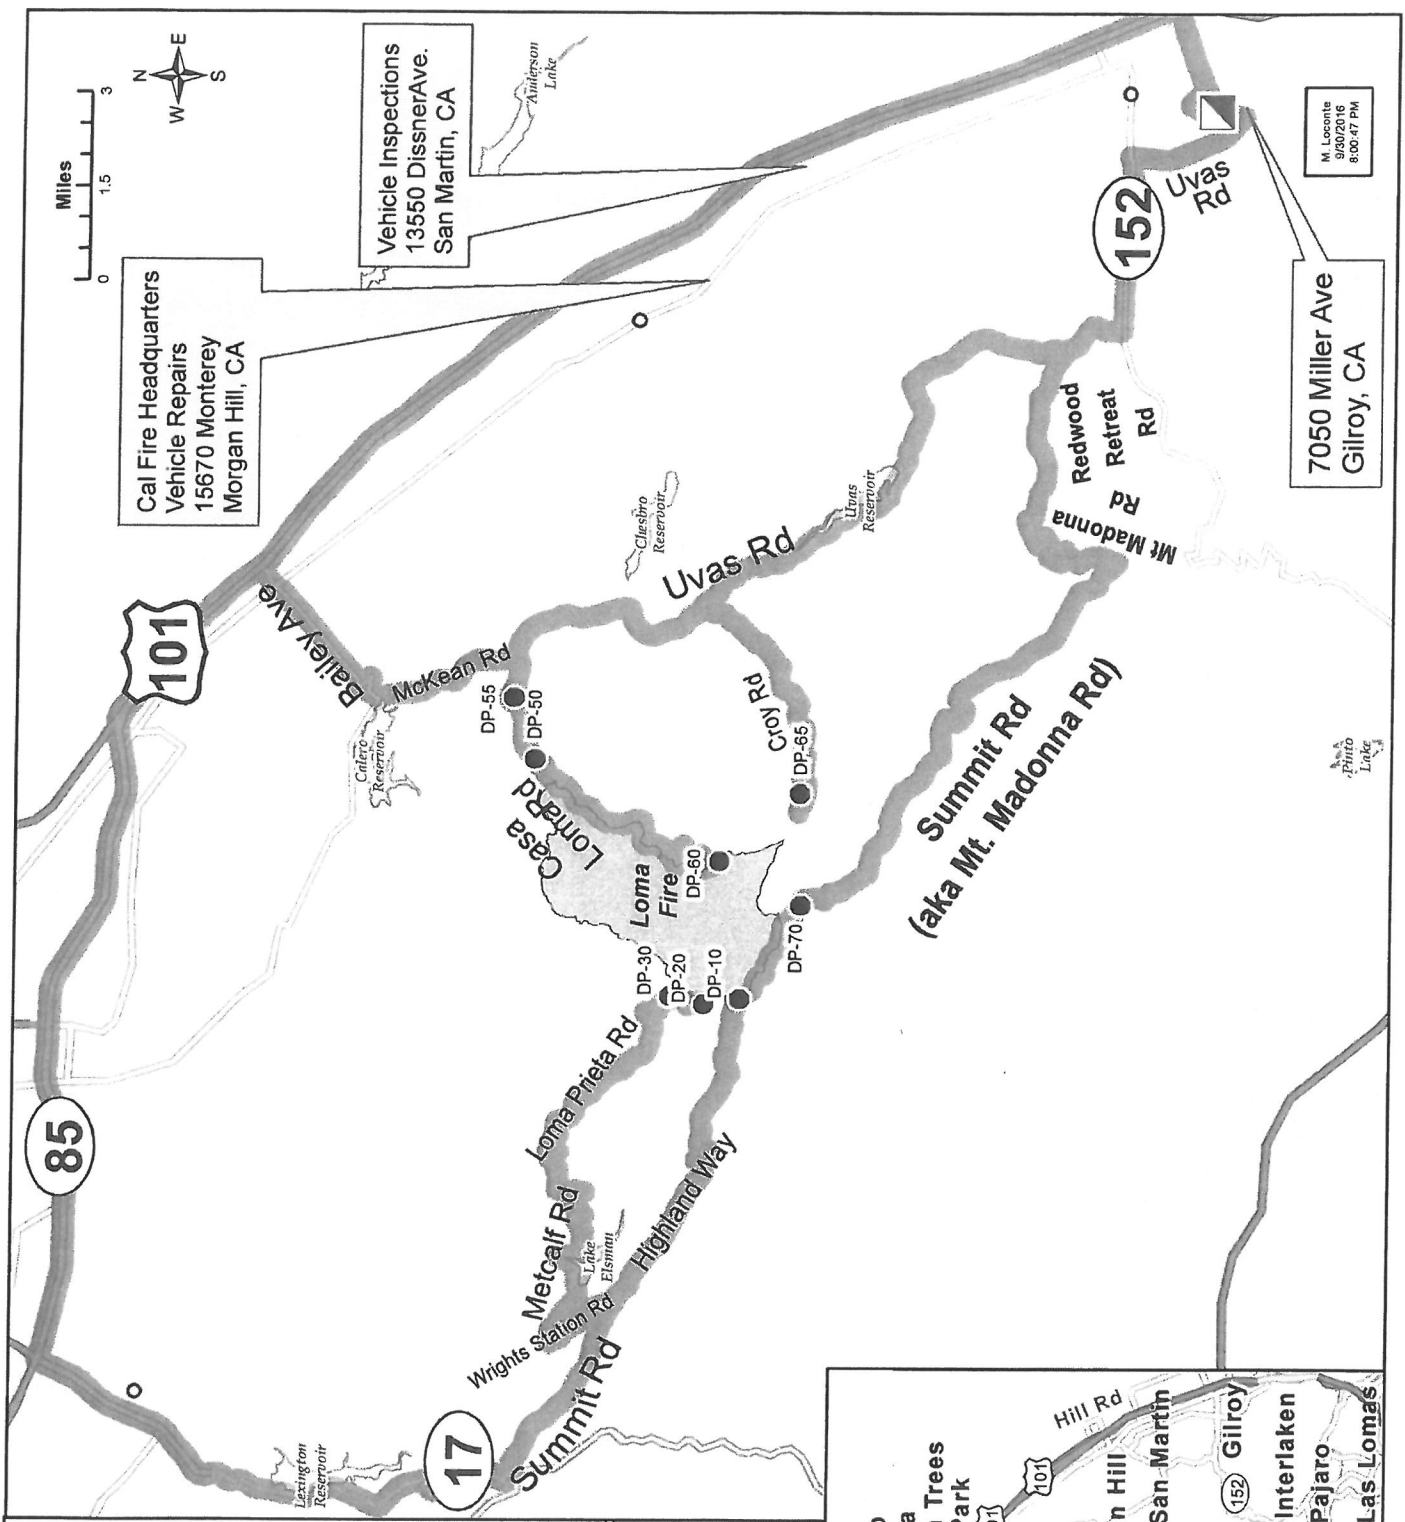 Miles
0
1.5
3
N
E
S
W
Cal Fire Headquarters
Vehicle Repairs
15670 Monterey
Morgan Hill, CA
Vehicle Inspections
13550 DissnerAve.
San Martin, CA
Anderson
Lake
M. Loconte
9/30/2016
8:00:47 PM
7050 Miller Ave
Gilroy, CA
152
Uvas
Rd
Redwood
Retreat
Rd
Mt Madonna
Rd
Uvas
Reservoir
Chesbro
Reservoir
Uvas Rd
101
Bailey Ave
McKean Rd
Calero
Reservoir
DP-55
DP-50
Casa
Loma Rd
Croy Rd
DP-65
Loma
Fire
DP-60
DP-30
DP-20
DP-10
DP-70
Summit Rd
(aka Mt. Madonna Rd)
Pinto
Lake
85
Loma Prieta Rd
Highland Way
Metcalf Rd
Lake
Elsman
Wrights Station Rd
Summit Rd
17
Lexington
Reservoir
Hill Rd
101
Trees
Park
n Hill
San Martin
152
Gilroy
Interlaken
Pajaro
Las Lomas